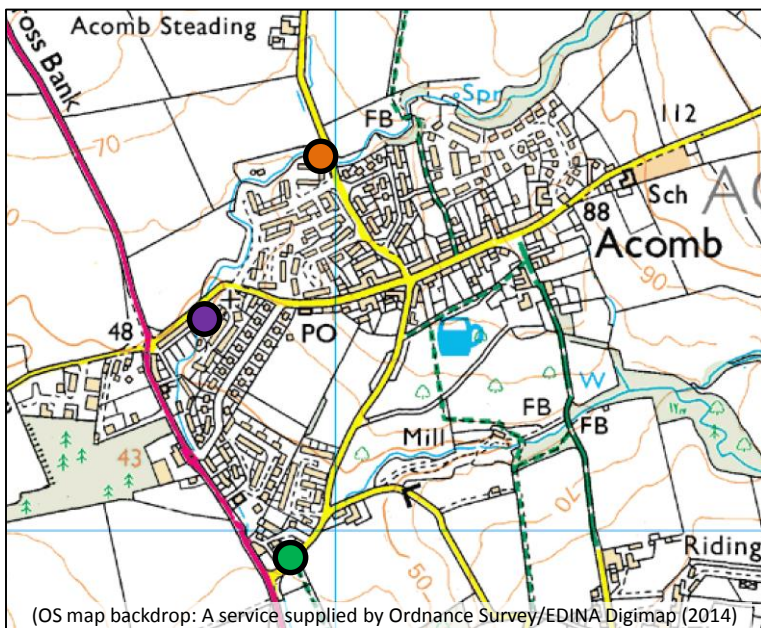 Acomb Steading
oss Bank
FB
Spr
112
70
Sch
AC
88
Acomb
90
48
PO
W
FB
FB
Mill
43
70
50
Riding
(OS map backdrop: A service supplied by Ordnance Survey/EDINA Digimap (2014)